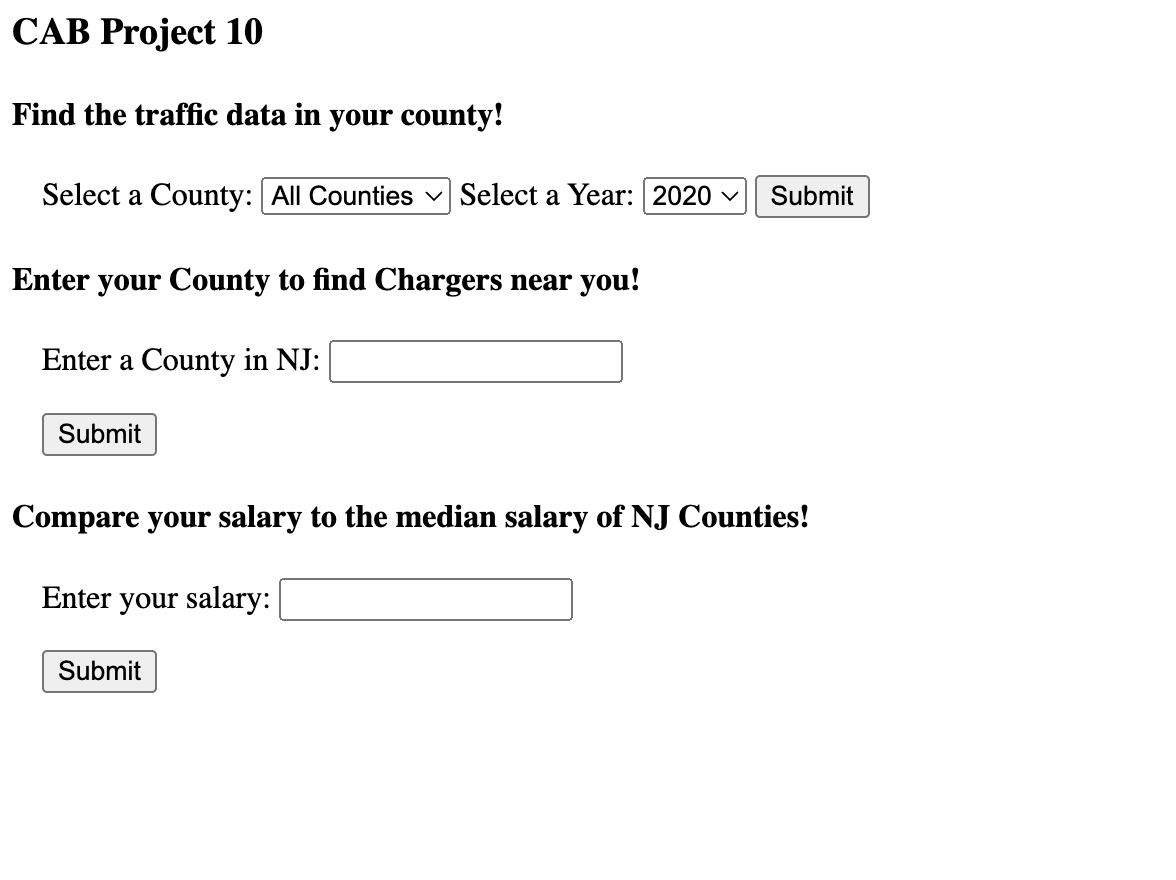 CAB Project 10
Find the traffic data in your county!
Select a County: All Counties Select a Year: 2020 Submit
Enter your County to find Chargers near you!
Enter a County in NJ:
Submit
Compare your salary to the median salary of NJ Counties!
Enter your salary:
Submit